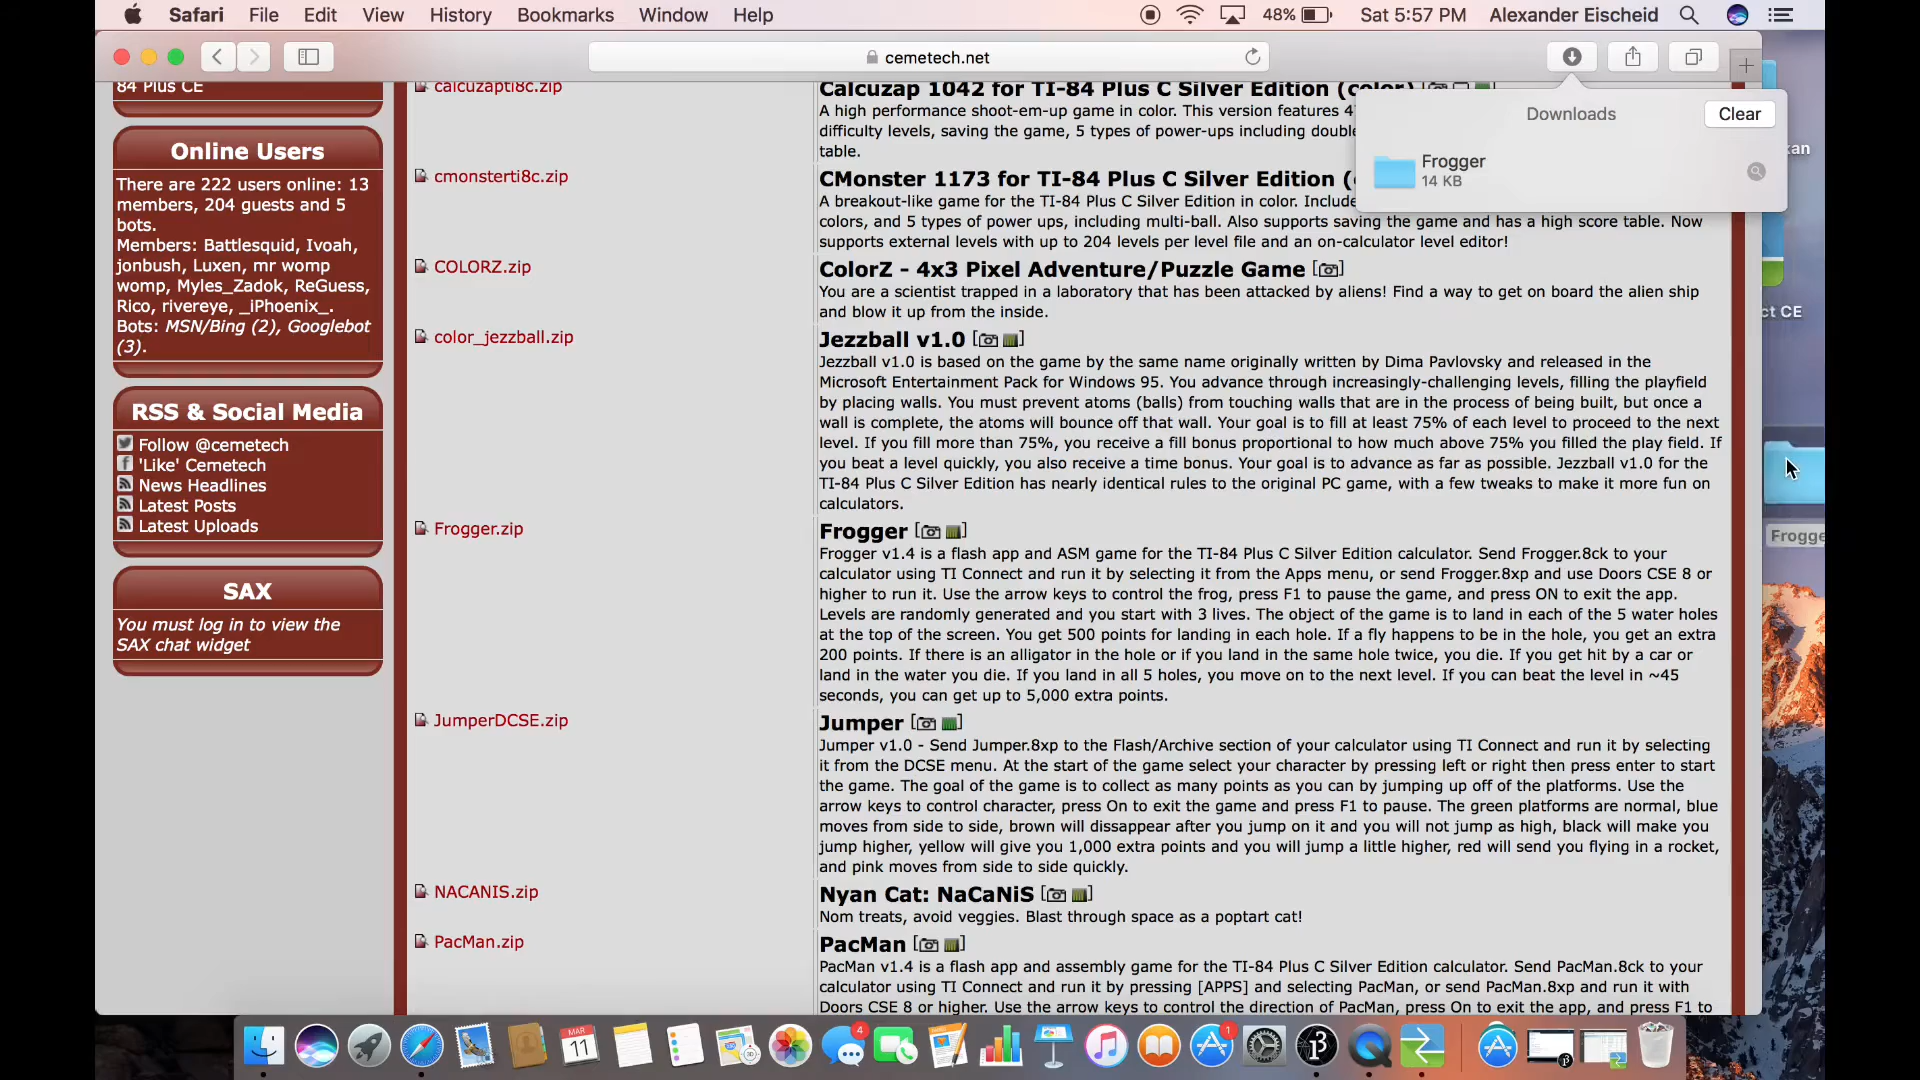 Safari File Edit View History Bookmarks Window Help 48% Sat 5:57 PM Alexander Eischeid
cemetech.net
84 Plus CE
Online Users
There are 222 users online: 13
members, 204 guests and 5
bots.
Members: Battlesquid, Ivoah,
jonbush, Luxen, mr womp
womp, Myles_Zadok, ReGuess,
Rico, rivereye, _iPhoenix_.
Bots: MSN/Bing (2), Googlebot
(3).
RSS & Social Media
Follow @cemetech
'Like' Cemetech
News Headlines
Latest Posts
Latest Uploads
SAX
You must log in to view the
SAX chat widget
calcuzapti8c.zip
Calcuzap 1042 for TI-84 Plus C Silver Edition (color)
A high performance shoot-em-up game in color. This version features 4
difficulty levels, saving the game, 5 types of power-ups including double
table.
cmonsterti8c.zip
CMonster 1173 for TI-84 Plus C Silver Edition (
A breakout-like game for the TI-84 Plus C Silver Edition in color. Include
colors, and 5 types of power ups, including multi-ball. Also supports saving the game and has a high score table. Now
supports external levels with up to 204 levels per level file and an on-calculator level editor!
COLORZ.zip
ColorZ - 4x3 Pixel Adventure/Puzzle Game [ ]
You are a scientist trapped in a laboratory that has been attacked by aliens! Find a way to get on board the alien ship
and blow it up from the inside.
color_jezzball.zip
Jezzball v1.0 [ ]
Jezzball v1.0 is based on the game by the same name originally written by Dima Pavlovsky and released in the
Microsoft Entertainment Pack for Windows 95. You advance through increasingly-challenging levels, filling the playfield
by placing walls. You must prevent atoms (balls) from touching walls that are in the process of being built, but once a
wall is complete, the atoms will bounce off that wall. Your goal is to fill at least 75% of each level to proceed to the next
level. If you fill more than 75%, you receive a fill bonus proportional to how much above 75% you filled the play field. If
you beat a level quickly, you also receive a time bonus. Your goal is to advance as far as possible. Jezzball v1.0 for the
TI-84 Plus C Silver Edition has nearly identical rules to the original PC game, with a few tweaks to make it more fun on
calculators.
Frogger.zip
Frogger [ ]
Frogger v1.4 is a flash app and ASM game for the TI-84 Plus C Silver Edition calculator. Send Frogger.8ck to your
calculator using TI Connect and run it by selecting it from the Apps menu, or send Frogger.8xp and use Doors CSE 8 or
higher to run it. Use the arrow keys to control the frog, press F1 to pause the game, and press ON to exit the app.
Levels are randomly generated and you start with 3 lives. The object of the game is to land in each of the 5 water holes
at the top of the screen. You get 500 points for landing in each hole. If a fly happens to be in the hole, you get an extra
200 points. If there is an alligator in the hole or if you land in the same hole twice, you die. If you get hit by a car or
land in the water you die. If you land in all 5 holes, you move on to the next level. If you can beat the level in ~45
seconds, you can get up to 5,000 extra points.
JumperDCSE.zip
Jumper [ ]
Jumper v1.0 - Send Jumper.8xp to the Flash/Archive section of your calculator using TI Connect and run it by selecting
it from the DCSE menu. At the start of the game select your character by pressing left or right then press enter to start
the game. The goal of the game is to collect as many points as you can by jumping up off of the platforms. Use the
arrow keys to control character, press On to exit the game and press F1 to pause. The green platforms are normal, blue
moves from side to side, brown will dissappear after you jump on it and you will not jump as high, black will make you
jump higher, yellow will give you 1,000 extra points and you will jump a little higher, red will send you flying in a rocket,
and pink moves from side to side quickly.
NACANIS.zip
Nyan Cat: NaCaNiS [ ]
Nom treats, avoid veggies. Blast through space as a poptart cat!
PacMan.zip
PacMan [ ]
PacMan v1.4 is a flash app and assembly game for the TI-84 Plus C Silver Edition calculator. Send PacMan.8ck to your
calculator using TI Connect and run it by pressing [APPS] and selecting PacMan, or send PacMan.8xp and run it with
Doors CSE 8 or higher. Use the arrow keys to control the direction of PacMan, press On to exit the app, and press F1 to
Downloads Clear
Frogger
14 KB
kan
ct CE
Frogge
MAR
11
4
1